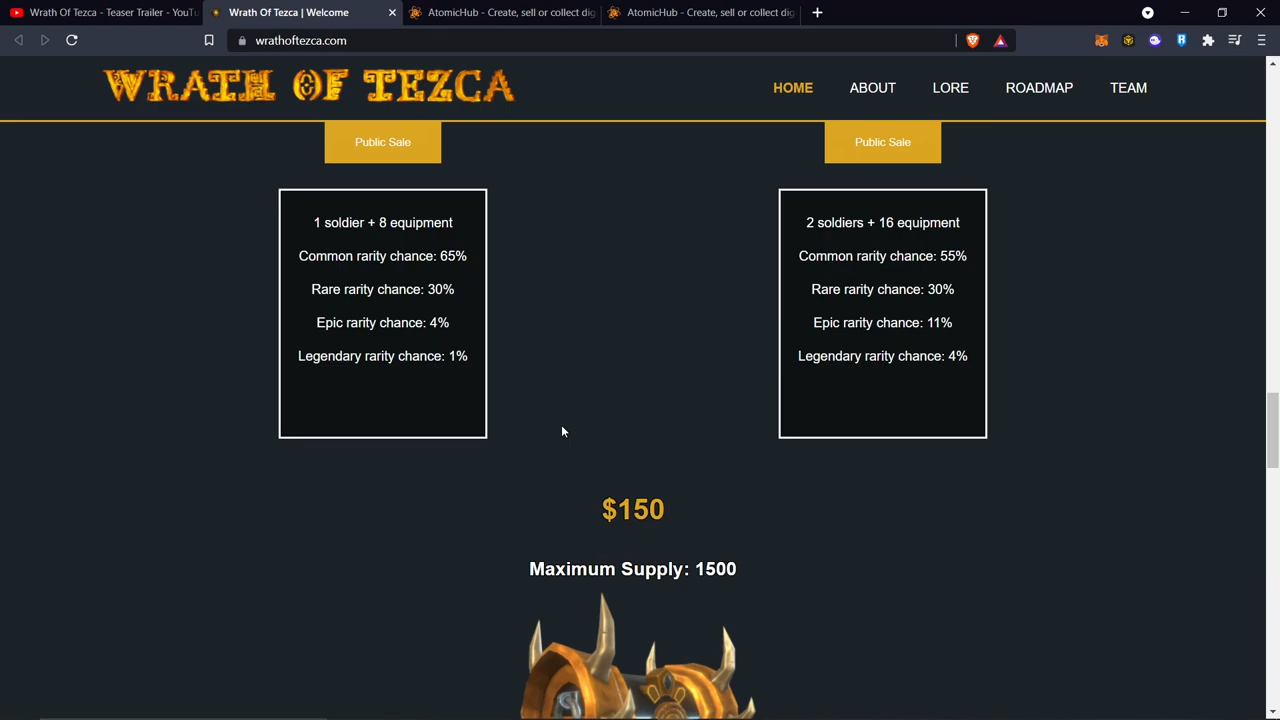 Wrath Of Tezca - Teaser Trailer - YouTu
Wrath Of Tezca | Welcome
AtomicHub - Create, sell or collect dig
AtomicHub - Create, sell or collect dig
wrathoftezca.com
WRATH OF TEZCA
HOME
ABOUT
LORE
ROADMAP
TEAM
Public Sale
Public Sale
1 soldier + 8 equipment
Common rarity chance: 65%
Rare rarity chance: 30%
Epic rarity chance: 4%
Legendary rarity chance: 1%
2 soldiers + 16 equipment
Common rarity chance: 55%
Rare rarity chance: 30%
Epic rarity chance: 11%
Legendary rarity chance: 4%
$150
Maximum Supply: 1500